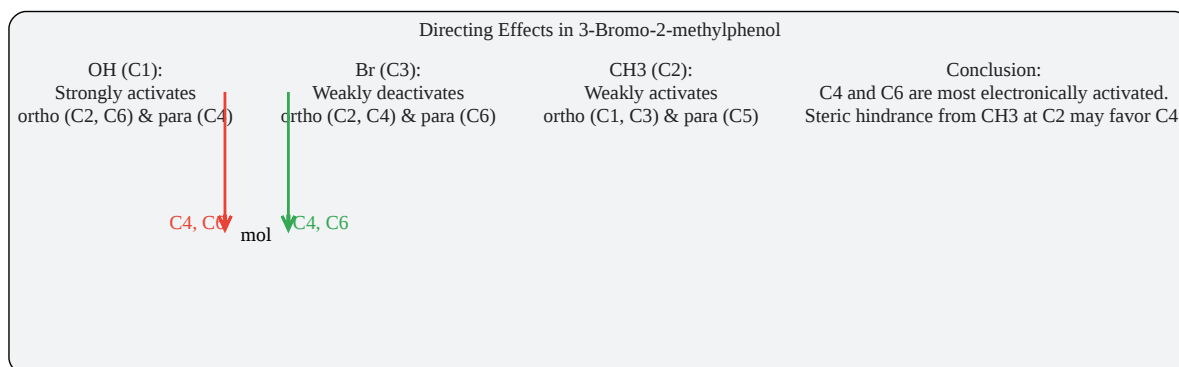 Directing Effects in 3-Bromo-2-methylphenol
OH (C1):
Strongly activates
ortho (C2, C6) & para (C4)
Br (C3):
Weakly deactivates
ortho (C2, C4) & para (C6)
CH3 (C2):
Weakly activates
ortho (C1, C3) & para (C5)
Conclusion:
C4 and C6 are most electronically activated.
Steric hindrance from CH3 at C2 may favor C4
C4, C6
mol
C4, C6